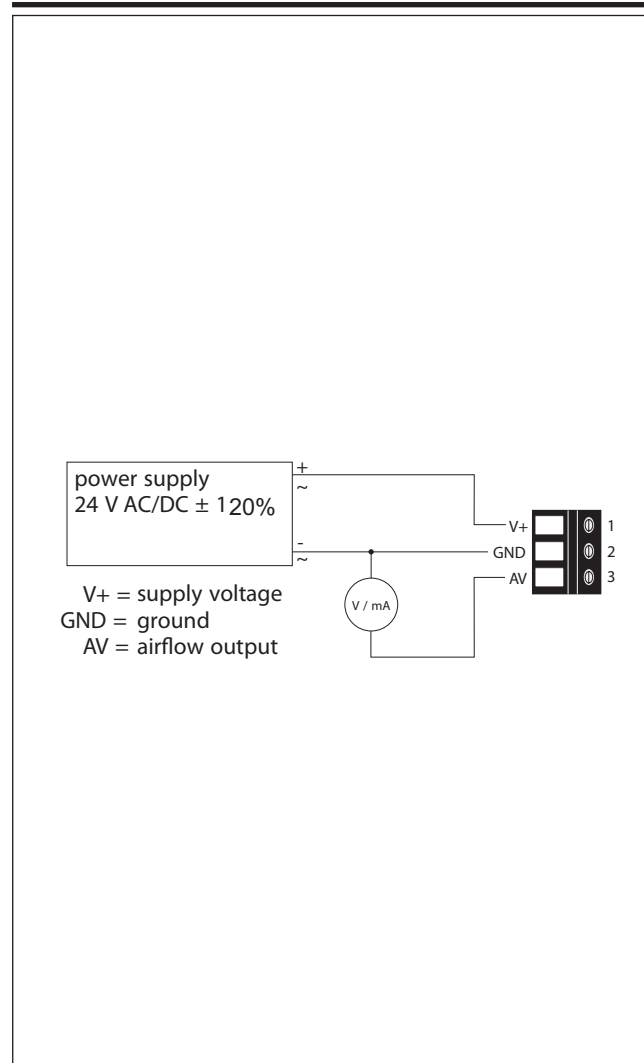 power supply
24 V AC/DC ± 120%
+
~
-
~
V+ = supply voltage
GND = ground
AV = airflow output
V / mA
V+ 1
GND 2
AV 3